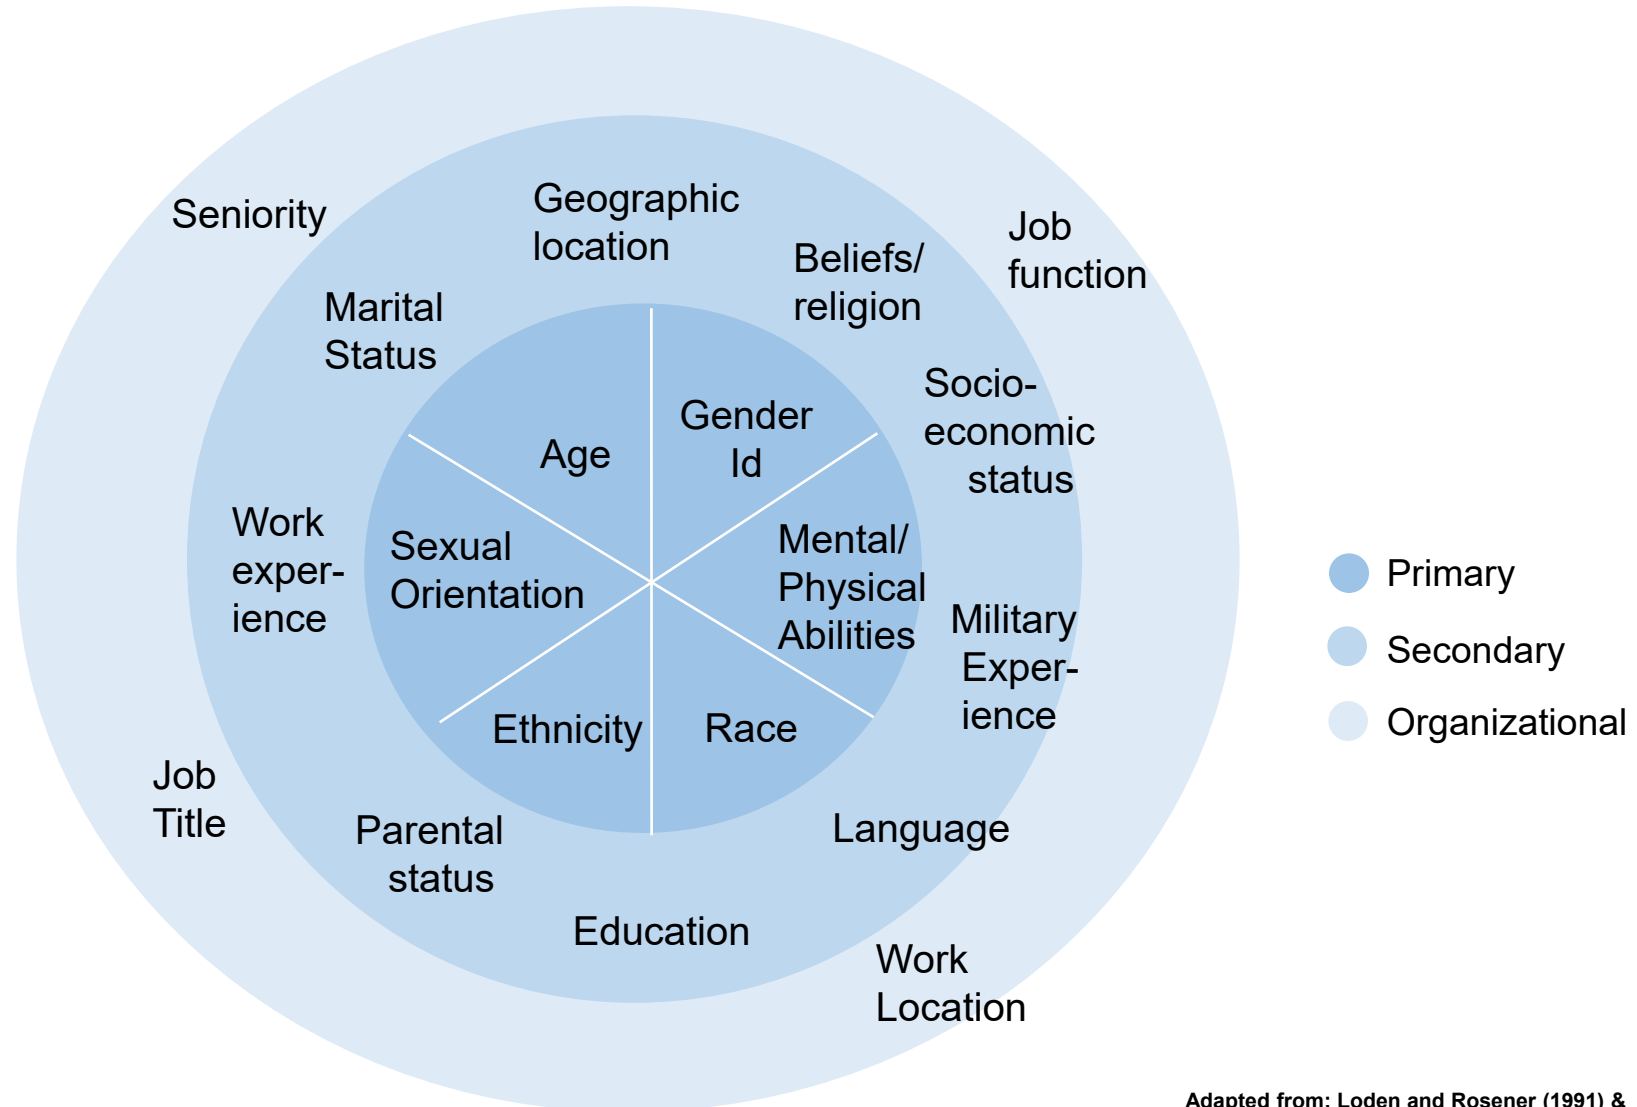 Seniority
Geographic
location
Beliefs/
religion
Job
function
Marital
Status
Socio-
economic
status
Age
Gender
Id
Work
exper-
ience
Sexual
Orientation
Mental/
Physical
Abilities
Military
Exper-
ience
Ethnicity
Race
Job
Title
Parental
status
Language
Education
Work
Location
Primary
Secondary
Organizational
Adapted from: Loden and Rosener (1991) &